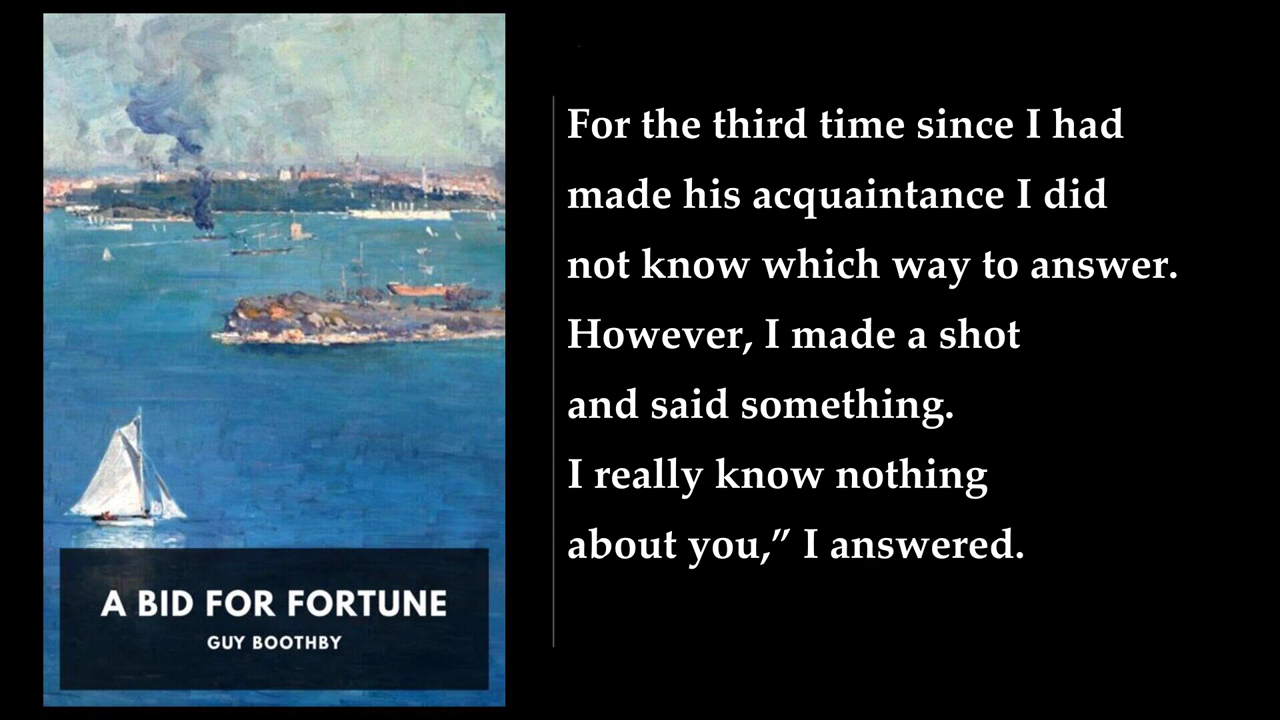 A BID FOR FORTUNE
GUY BOOTHBY
For the third time since I had
made his acquaintance I did
not know which way to answer.
However, I made a shot
and said something.
I really know nothing
about you,” I answered.